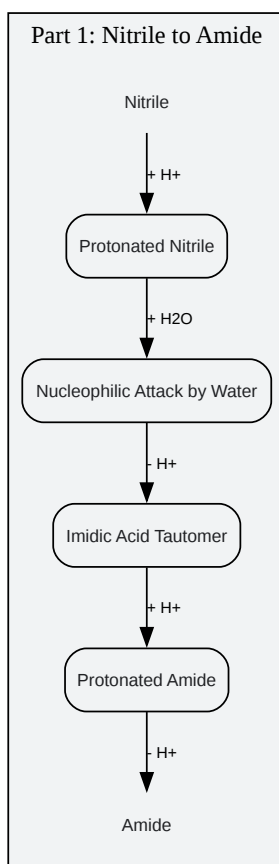 Part 1: Nitrile to Amide
Nitrile
+ H+
Protonated Nitrile
+ H2O
Nucleophilic Attack by Water
- H+
Imidic Acid Tautomer
+ H+
Protonated Amide
- H+
Amide